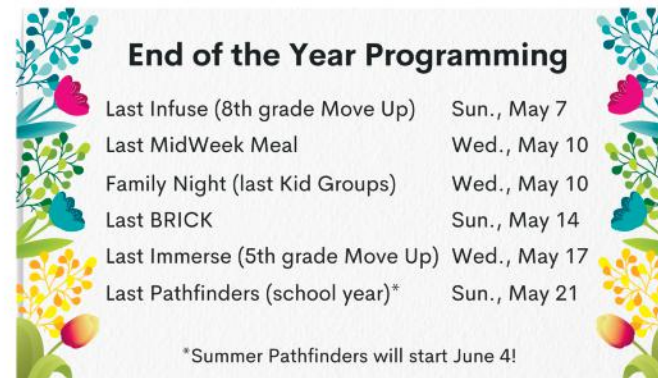 End of the Year Programming
Last Infuse (8th grade Move Up) Sun., May 7
Last MidWeek Meal Wed., May 10
Family Night (last Kid Groups) Wed., May 10
Last BRICK Sun., May 14
Last Immerse (5th grade Move Up) Wed., May 17
Last Pathfinders (school year)* Sun., May 21
*Summer Pathfinders will start June 4!